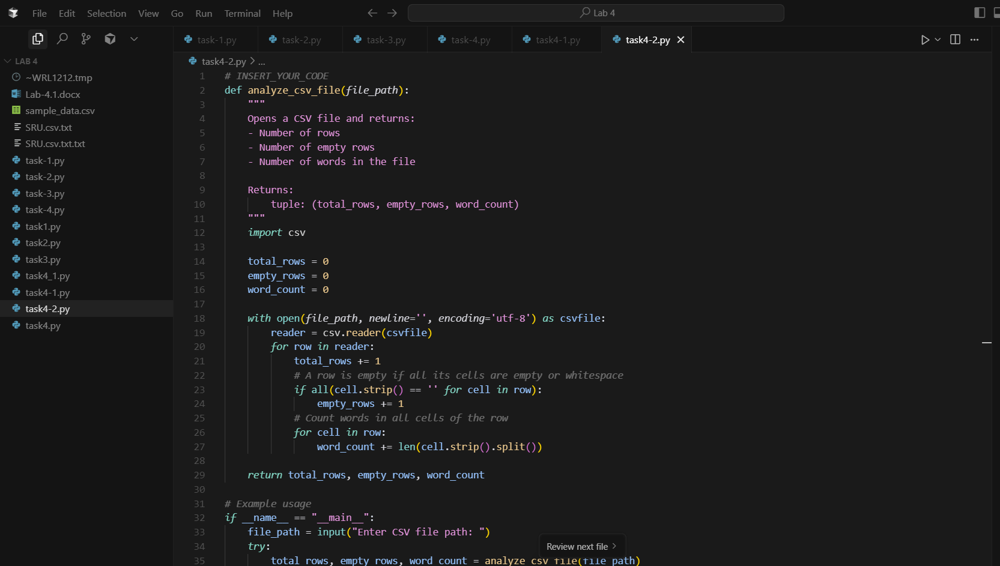 File Edit Selection View Go Run Terminal Help
Lab 4
task-1.py task-2.py task-3.py task-4.py task4-1.py task4-2.py
LAB 4
~WRL1212.tmp
Lab-4.1.docx
sample_data.csv
SRU.csv.txt
SRU.csv.txt.txt
task-1.py
task-2.py
task-3.py
task-4.py
task1.py
task2.py
task3.py
task4_1.py
task4-1.py
task4-2.py
task4.py
task4-2.py > ...
1 # INSERT_YOUR_CODE
2 def analyze_csv_file(file_path):
3     """
4     Opens a CSV file and returns:
5     - Number of rows
6     - Number of empty rows
7     - Number of words in the file
8
9     Returns:
10         tuple: (total_rows, empty_rows, word_count)
11     """
12     import csv
13
14     total_rows = 0
15     empty_rows = 0
16     word_count = 0
17
18     with open(file_path, newline='', encoding='utf-8') as csvfile:
19         reader = csv.reader(csvfile)
20         for row in reader:
21             total_rows += 1
22             # A row is empty if all its cells are empty or whitespace
23             if all(cell.strip() == '' for cell in row):
24                 empty_rows += 1
25             # Count words in all cells of the row
26             for cell in row:
27                 word_count += len(cell.strip().split())
28
29     return total_rows, empty_rows, word_count
30
31 # Example usage
32 if __name__ == "__main__":
33     file_path = input("Enter CSV file path: ")
34     try:
35         total_rows, empty_rows, word_count = analyze_csv_file(file_path)
Review next file >